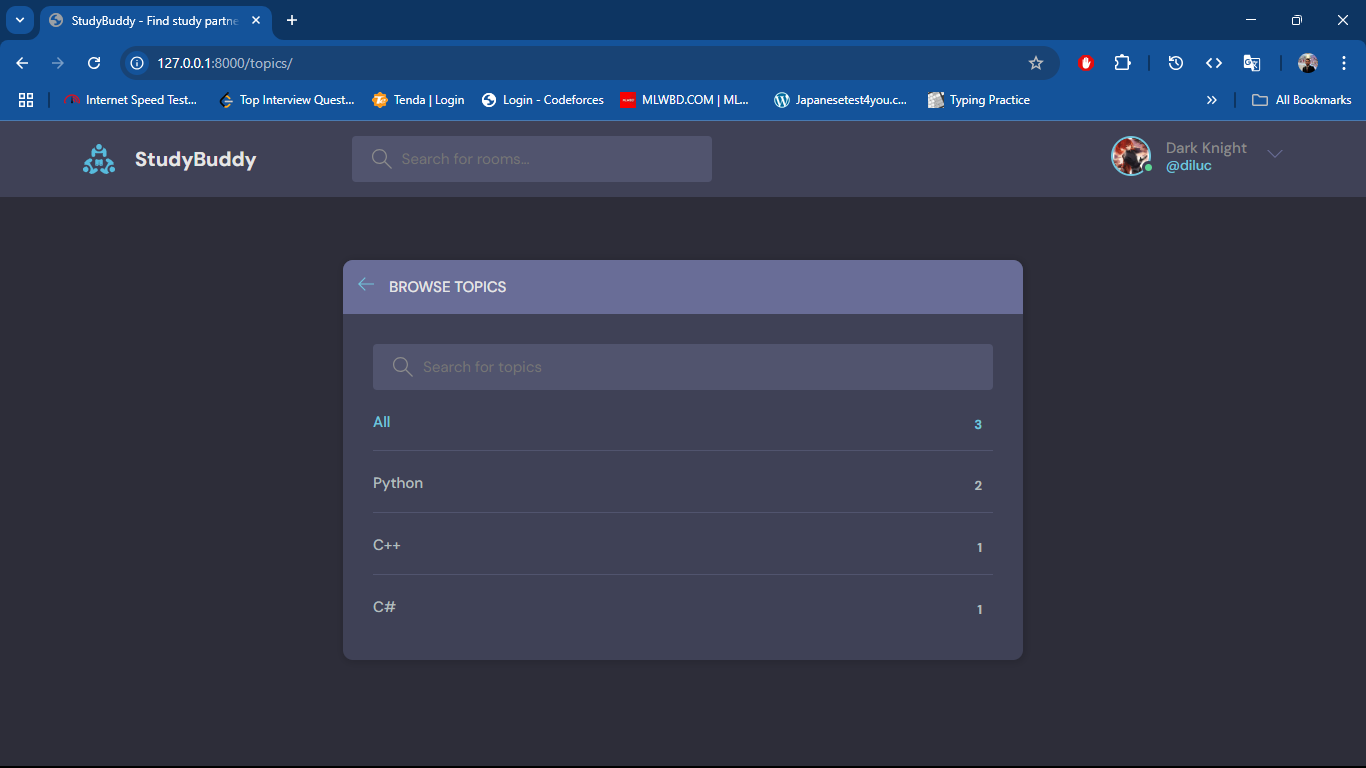 StudyBuddy - Find study partne
127.0.0.1:8000/topics/
Internet Speed Test... Top Interview Quest... Tenda | Login Login - Codeforces MLWBD.COM | ML... Japanesetest4you.c... Typing Practice » All Bookmarks
StudyBuddy
Search for rooms...
Dark Knight
@diluc
BROWSE TOPICS
Search for topics
All 3
Python 2
C++ 1
C# 1